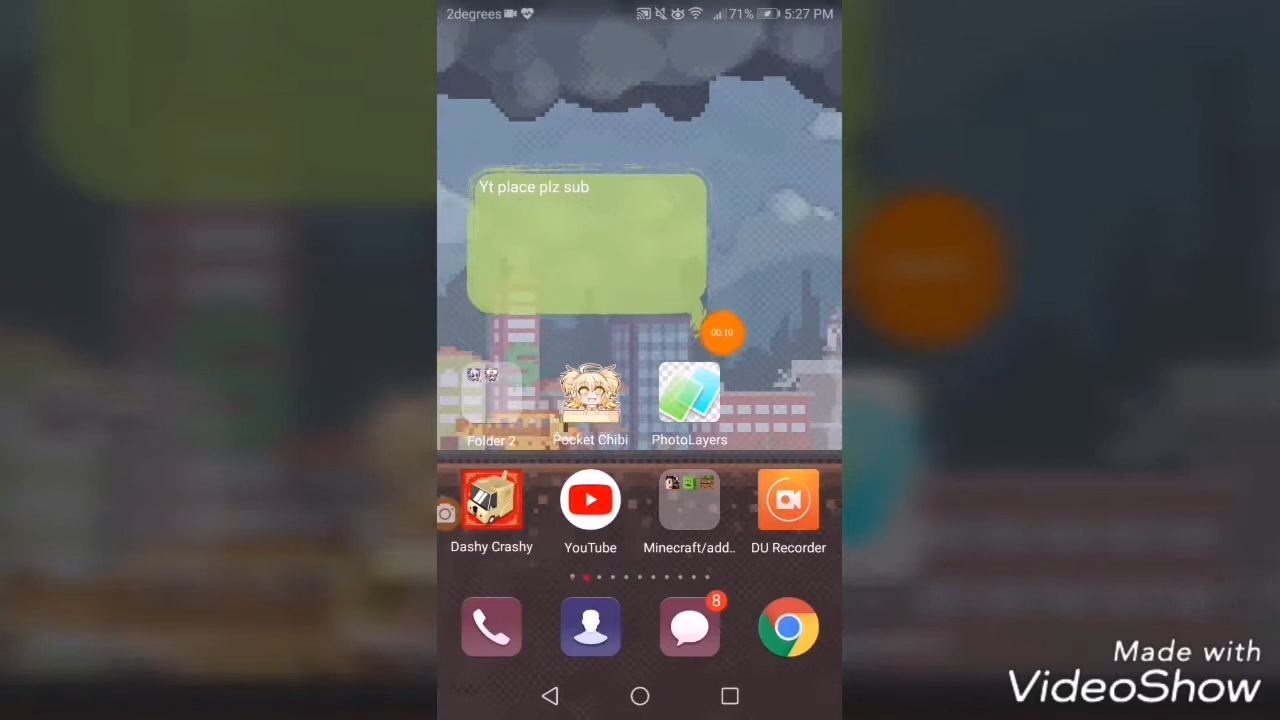 2degrees
71%
5:27 PM
Yt place plz sub
00:10
Folder 2
Pocket Chibi
PhotoLayers
Dashy Crashy
YouTube
Minecraft/add..
DU Recorder
8
Made with
VideoShow